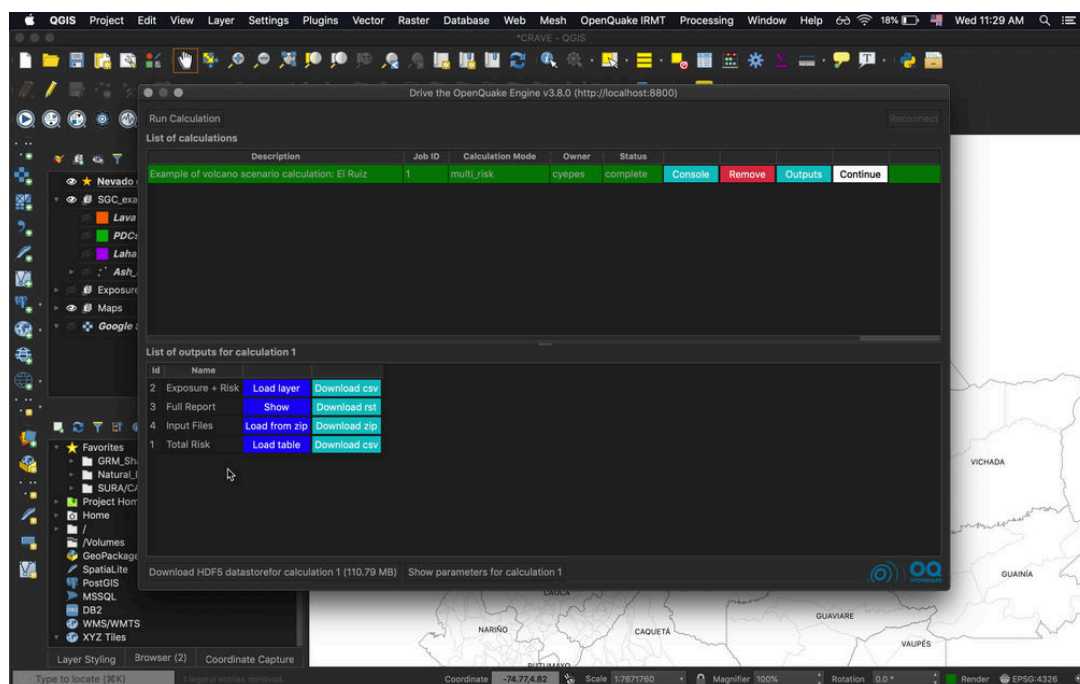 QGIS Project Edit View Layer Settings Plugins Vector Raster Database Web Mesh OpenQuake IRMT Processing Window Help 18% Wed 11:29 AM
*CRAVE - QGIS
Drive the OpenQuake Engine v3.8.0 (http://localhost:8800)
Run Calculation Reconnect
List of calculations
Description Job ID Calculation Mode Owner Status
Example of volcano scenario calculation: El Ruiz 1 multi_risk cyepes complete Console Remove Outputs Continue
Nevado
SGC_exa
Lava
PDCs
Laha
Ash_
Exposure
Maps
Google
List of outputs for calculation 1
Id Name
2 Exposure + Risk Load layer Download csv
3 Full Report Show Download rst
4 Input Files Load from zip Download zip
1 Total Risk Load table Download csv
Favorites
GRM_Sh
Natural_
SURA/CA
Project Hom
Home
/
/Volumes
GeoPackage
SpatiaLite
PostGIS
MSSQL
DB2
WMS/WMTS
XYZ Tiles
Download HDF5 datastorefor calculation 1 (110.79 MB) Show parameters for calculation 1
OQ
VICHADA
GUAINÍA
CAUCA
GUAVIARE
NARIÑO
CAQUETÁ
VAUPÉS
PUTUMAYO
Layer Styling Browser (2) Coordinate Capture
Type to locate (⌘K) 1 legend entries removed. Coordinate -74.77,4.82 Scale 1:7671760 Magnifier 100% Rotation 0.0 ° Render EPSG:4326